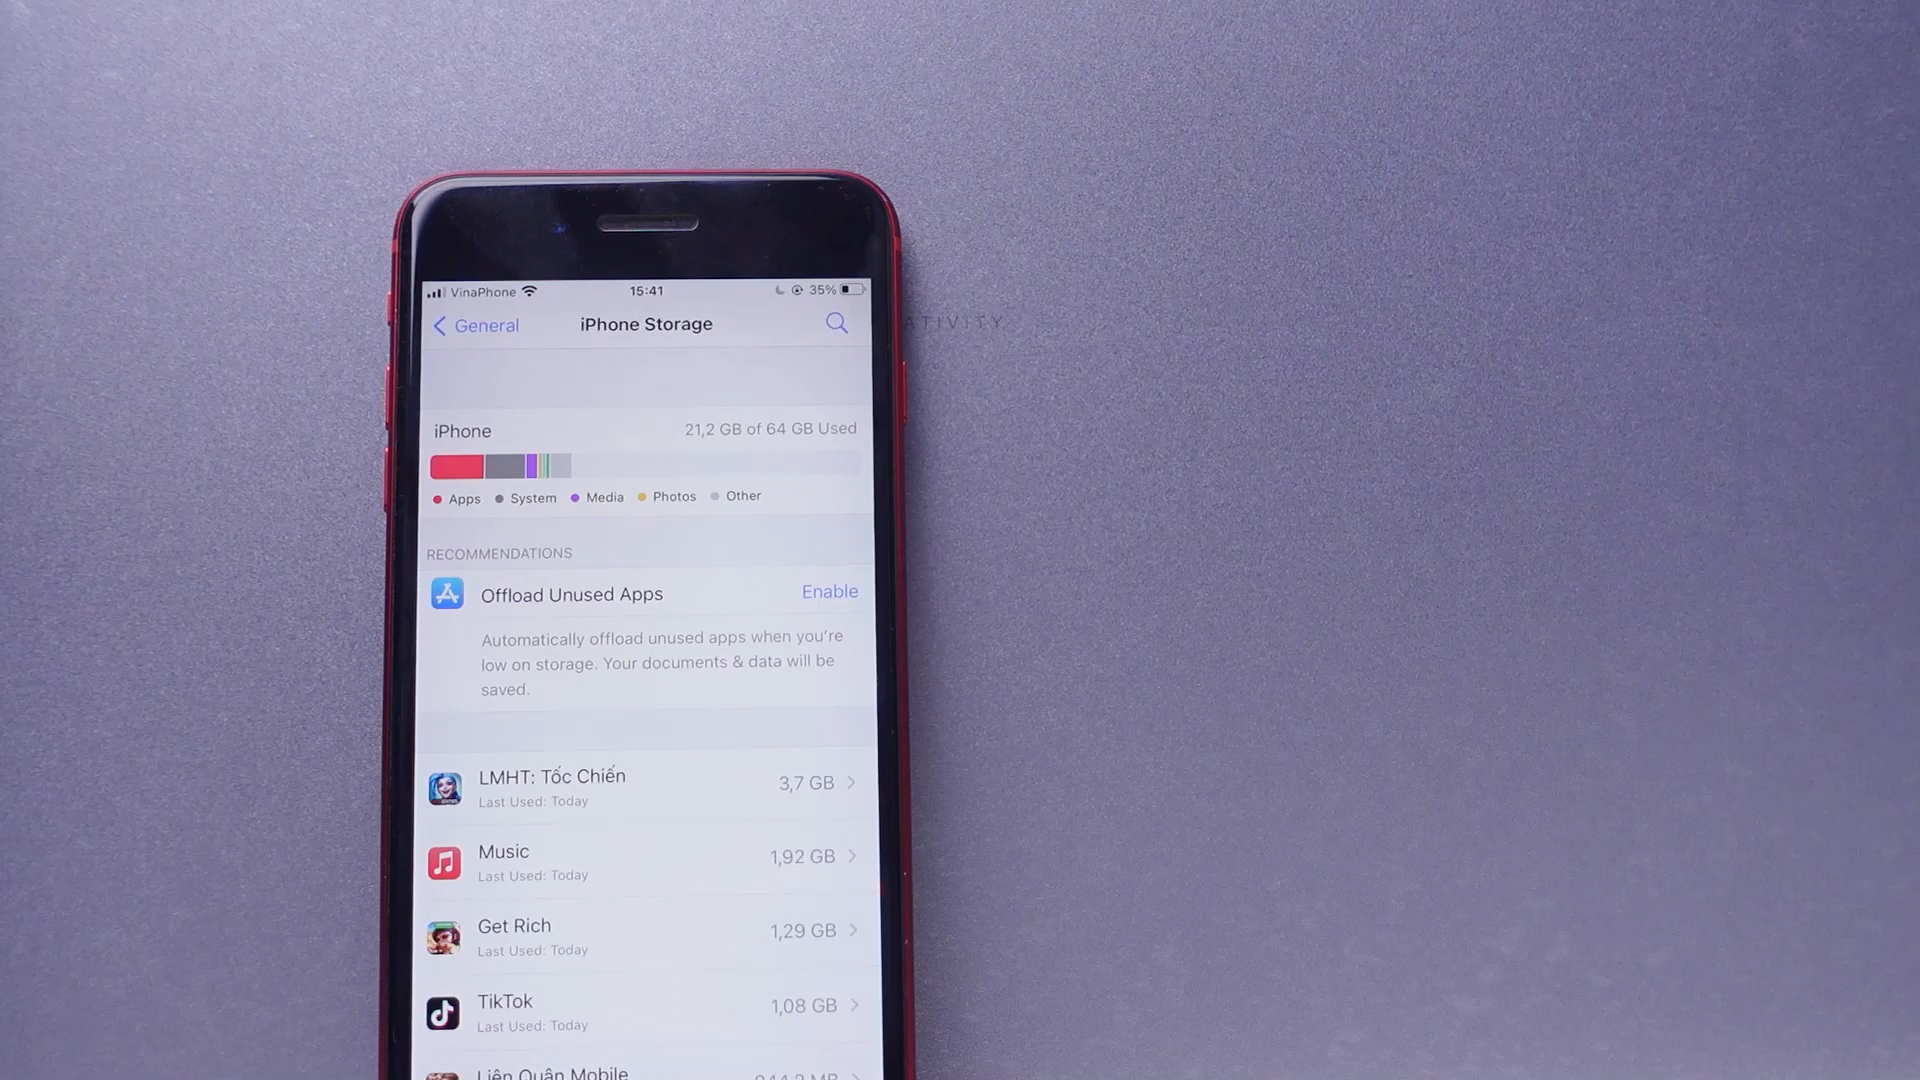 VinaPhone 15:41 35%
General iPhone Storage
ATIVITY
iPhone 21,2 GB of 64 GB Used
Apps System Media Photos Other
RECOMMENDATIONS
Offload Unused Apps Enable
Automatically offload unused apps when you're
low on storage. Your documents & data will be
saved.
LMHT: Tốc Chiến 3,7 GB
Last Used: Today
Music 1,92 GB
Last Used: Today
Get Rich 1,29 GB
Last Used: Today
TikTok 1,08 GB
Last Used: Today
Liên Quân Mobile